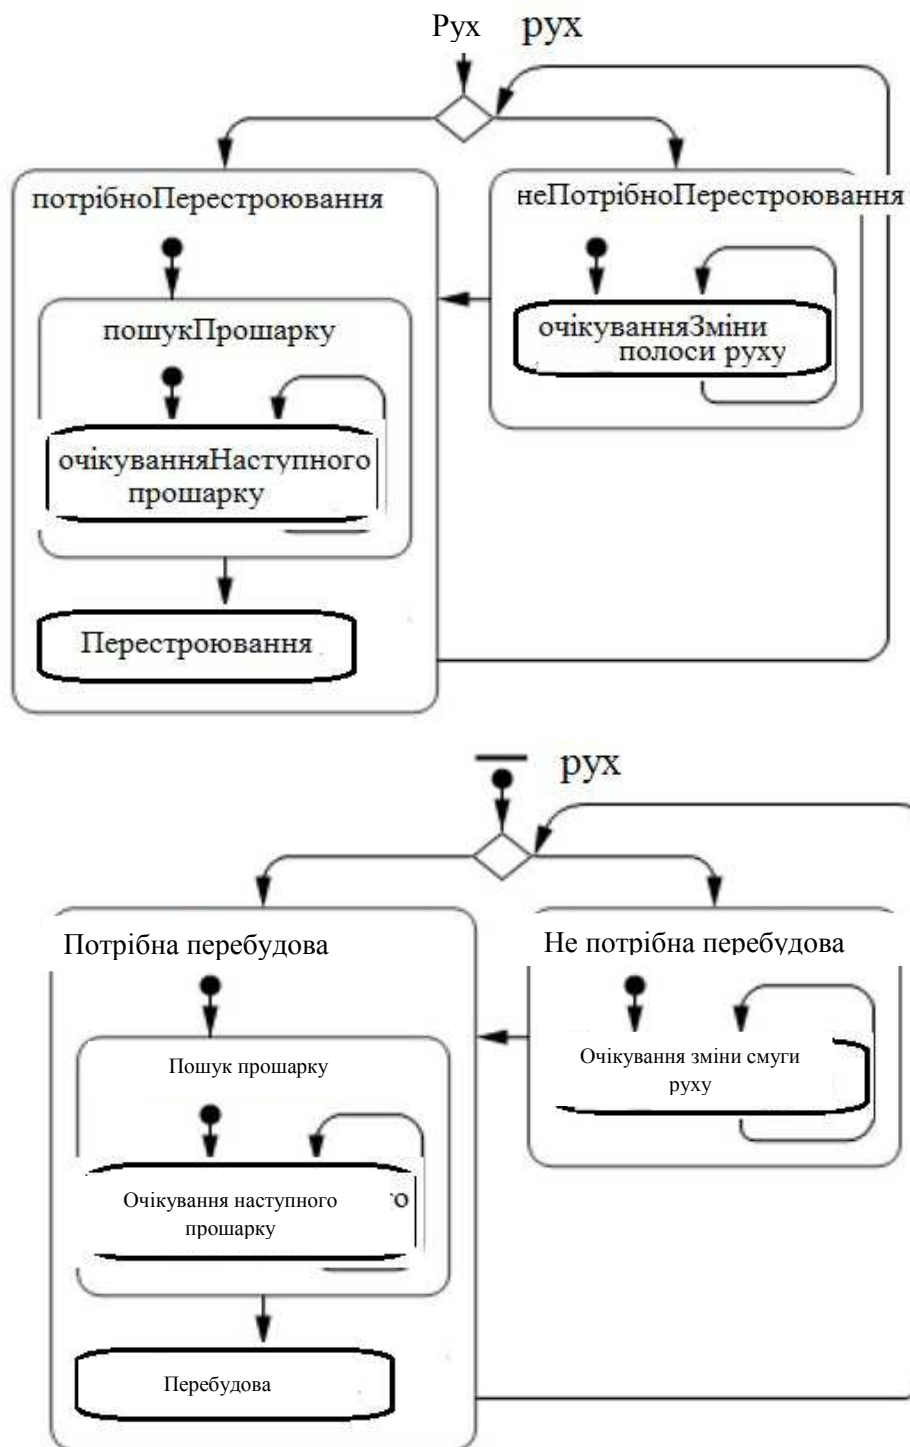 Рух рух
потрібноПерестроювання
неПотрібноПерестроювання
пошукПрошарку
очікуванняЗміни
полоси руху
очікуванняНаступного
прошарку
Перестроювання
рух
Потрібна перебудова
Не потрібна перебудова
Пошук прошарку
Очікування зміни смуги
руху
Очікування наступного
прошарку
Перебудова